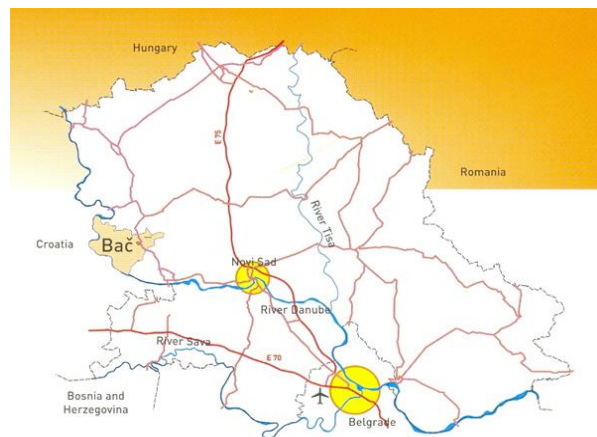 Hungary
E 75
Romania
River Tisa
Croatia
Bač
Novi Sad
River Danube
River Sava
E 70
Bosnia and
Herzegovina
Belgrade